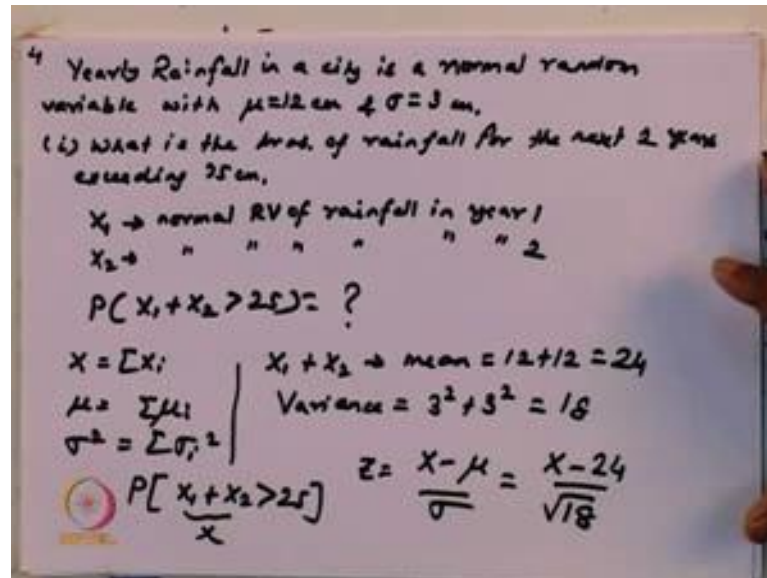 4 Yearly Rainfall in a city is a normal random
variable with μ=12 cm & σ=3 cm.
(i) what is the prob. of rainfall for the next 2 years
exceeding 25 cm.
X₁ → normal RV of rainfall in year 1
X₂ → " " " " " " 2
P(X₁+X₂>25)= ?
X = ΣXᵢ
μ = Σμᵢ
σ² = Σσᵢ²
X₁ + X₂ → mean = 12+12 = 24
Variance = 3²+3² = 18
P[X₁+X₂>25]
X
Z = X-μ/σ = X-24/√18